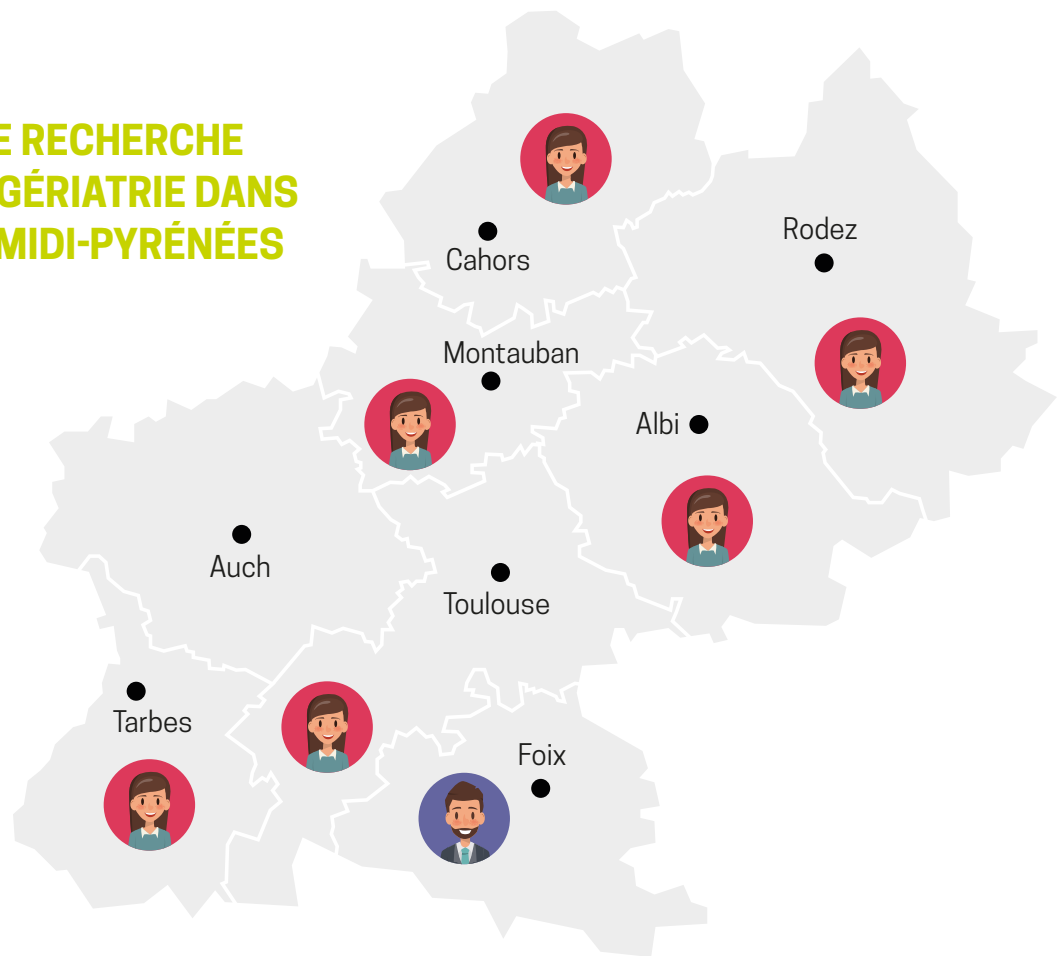 E RECHERCHE
GÉRIATRIE DANS
MIDI-PYRÉNÉES
Cahors
Rodez
Montauban
Albi
Auch
Toulouse
Tarbes
Foix